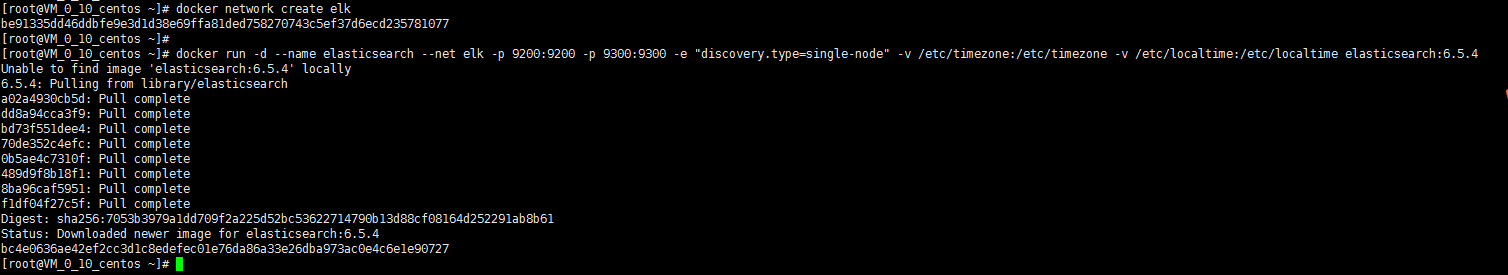 [root@VM_0_10_centos ~]# docker network create elk
be91335dd46ddbfe9e3d1d38e69ffa81ded758270743c5ef37d6ecd235781077
[root@VM_0_10_centos ~]#
[root@VM_0_10_centos ~]# docker run -d --name elasticsearch --net elk -p 9200:9200 -p 9300:9300 -e "discovery.type=single-node" -v /etc/timezone:/etc/timezone -v /etc/localtime:/etc/localtime elasticsearch:6.5.4
Unable to find image 'elasticsearch:6.5.4' locally
6.5.4: Pulling from library/elasticsearch
a02a4930cb5d: Pull complete
dd8a94cca3f9: Pull complete
bd73f551dee4: Pull complete
70de352c4efc: Pull complete
0b5ae4c7310f: Pull complete
489d9f8b18f1: Pull complete
8ba96caf5951: Pull complete
f1df04f27c5f: Pull complete
Digest: sha256:7053b3979a1dd709f2a225d52bc53622714790b13d88cf08164d252291ab8b61
Status: Downloaded newer image for elasticsearch:6.5.4
bc4e0636ae42ef2cc3d1c8edefec01e76da86a33e26dba973ac0e4c6e1e90727
[root@VM_0_10_centos ~]#